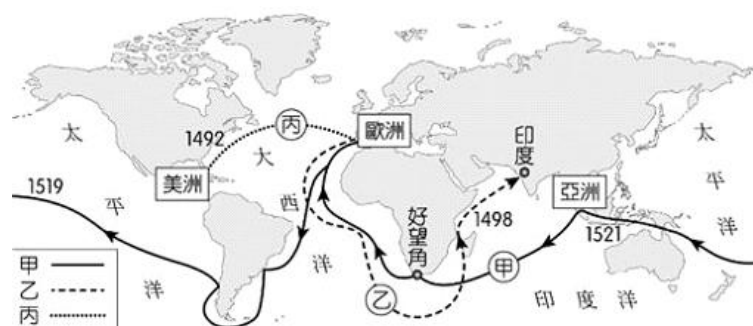 太平洋
1492
丙
大西洋
歐洲
印度
美洲
亞洲
太平洋
1519
好望角
1498
1521
甲
乙
印度洋
甲
乙
丙